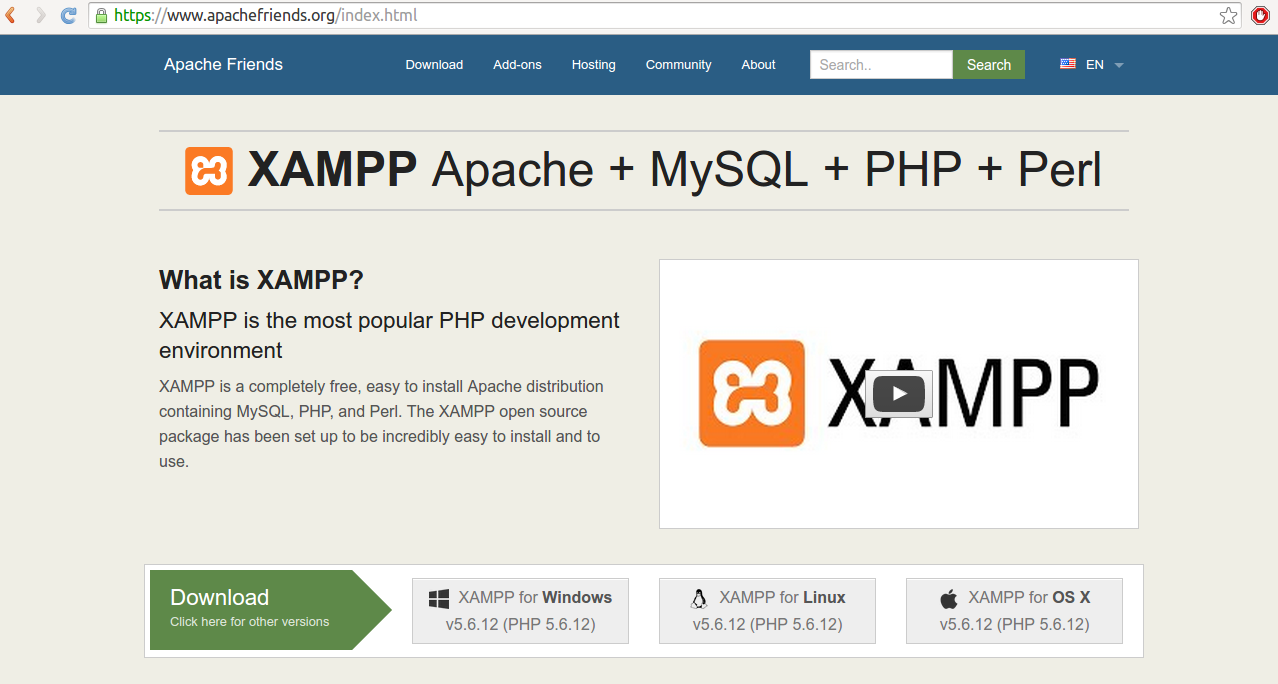 https://www.apachefriends.org/index.html
Apache Friends Download Add-ons Hosting Community About Search.. Search EN
XAMPP Apache + MySQL + PHP + Perl
What is XAMPP?
XAMPP is the most popular PHP development
environment
XAMPP is a completely free, easy to install Apache distribution
containing MySQL, PHP, and Perl. The XAMPP open source
package has been set up to be incredibly easy to install and to
use.
XAMPP
Download
Click here for other versions
XAMPP for Windows
v5.6.12 (PHP 5.6.12)
XAMPP for Linux
v5.6.12 (PHP 5.6.12)
XAMPP for OS X
v5.6.12 (PHP 5.6.12)